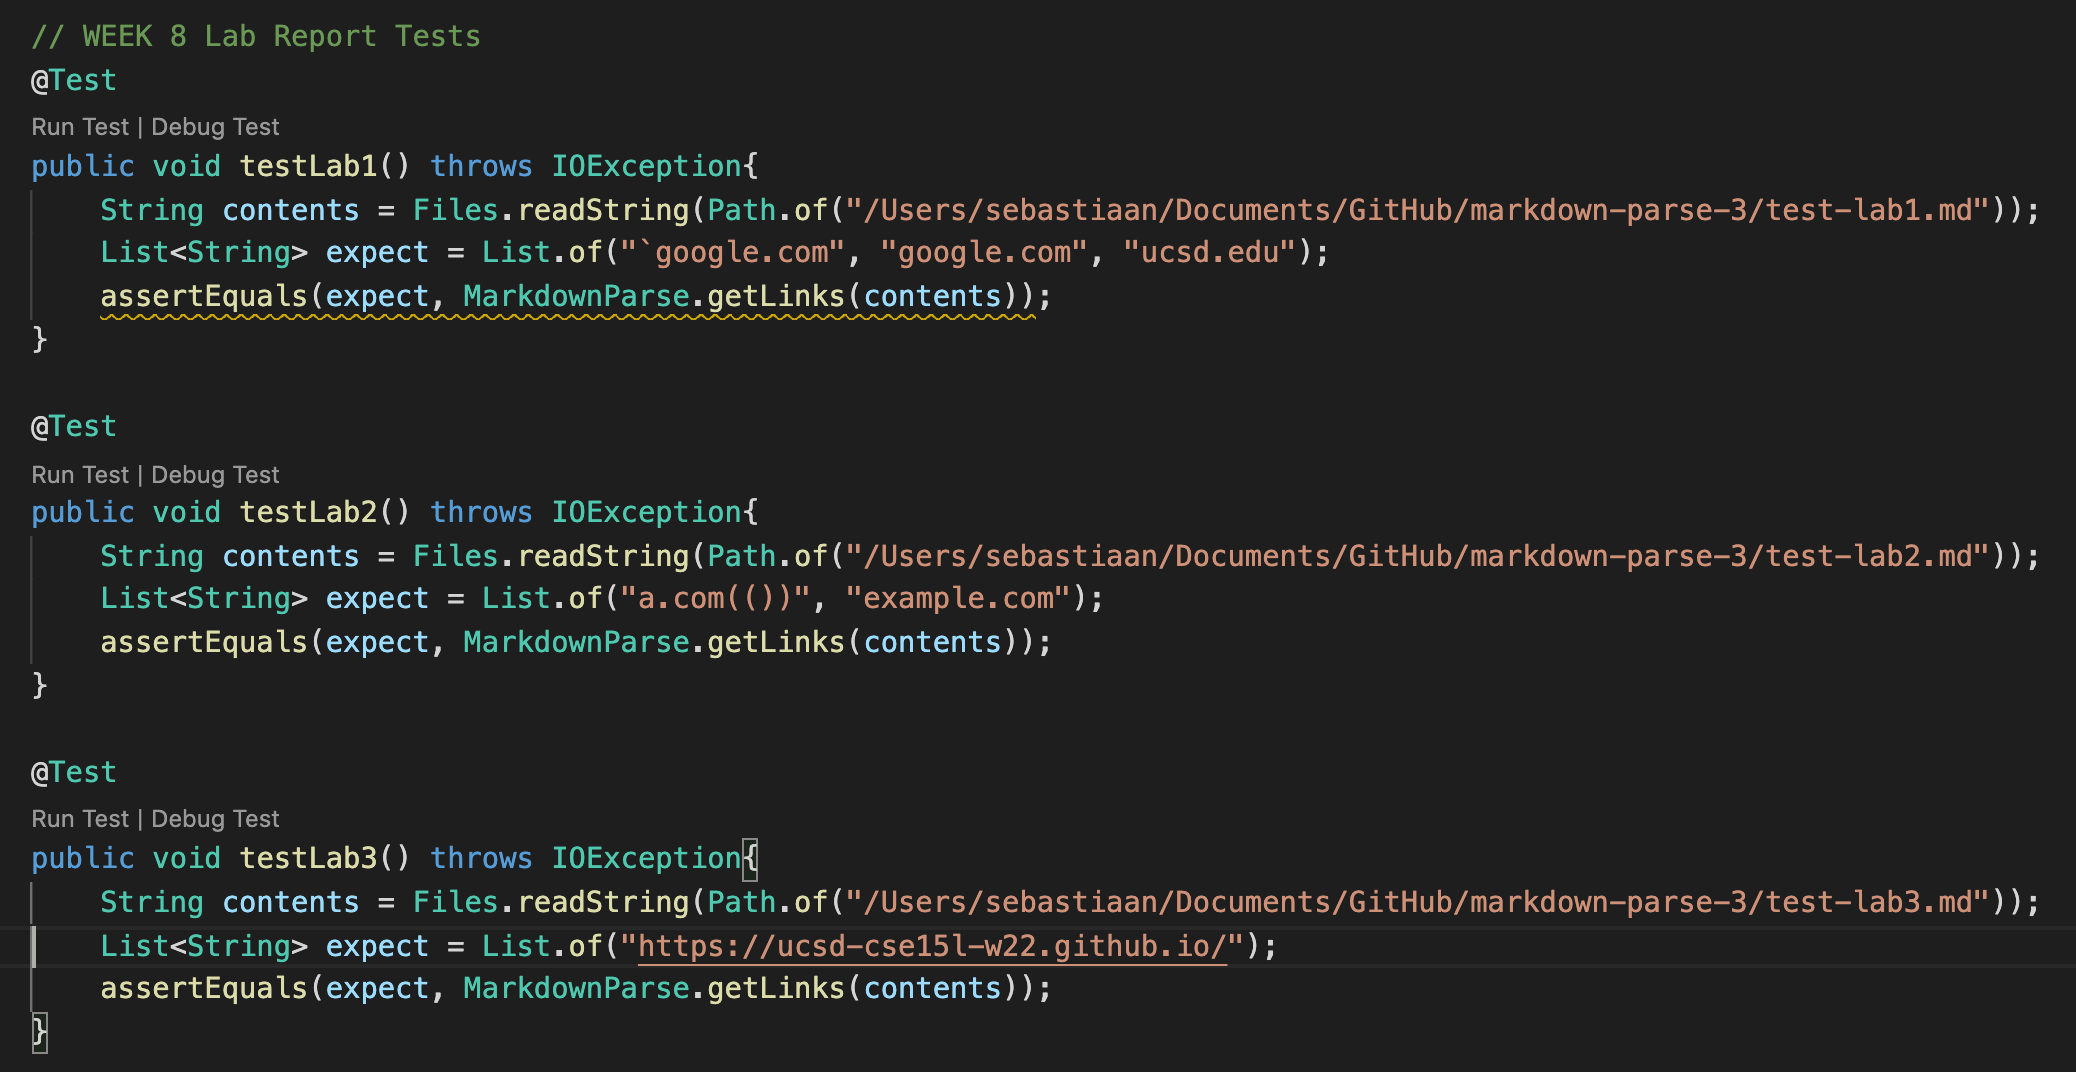 // WEEK 8 Lab Report Tests
@Test
Run Test | Debug Test
public void testLab1() throws IOException{
    String contents = Files.readString(Path.of("/Users/sebastiaan/Documents/GitHub/markdown-parse-3/test-lab1.md"));
    List<String> expect = List.of("`google.com", "google.com", "ucsd.edu");
    assertEquals(expect, MarkdownParse.getLinks(contents));
}
@Test
Run Test | Debug Test
public void testLab2() throws IOException{
    String contents = Files.readString(Path.of("/Users/sebastiaan/Documents/GitHub/markdown-parse-3/test-lab2.md"));
    List<String> expect = List.of("a.com(())", "example.com");
    assertEquals(expect, MarkdownParse.getLinks(contents));
}
@Test
Run Test | Debug Test
public void testLab3() throws IOException{
    String contents = Files.readString(Path.of("/Users/sebastiaan/Documents/GitHub/markdown-parse-3/test-lab3.md"));
    List<String> expect = List.of("https://ucsd-cse15l-w22.github.io/");
    assertEquals(expect, MarkdownParse.getLinks(contents));
}